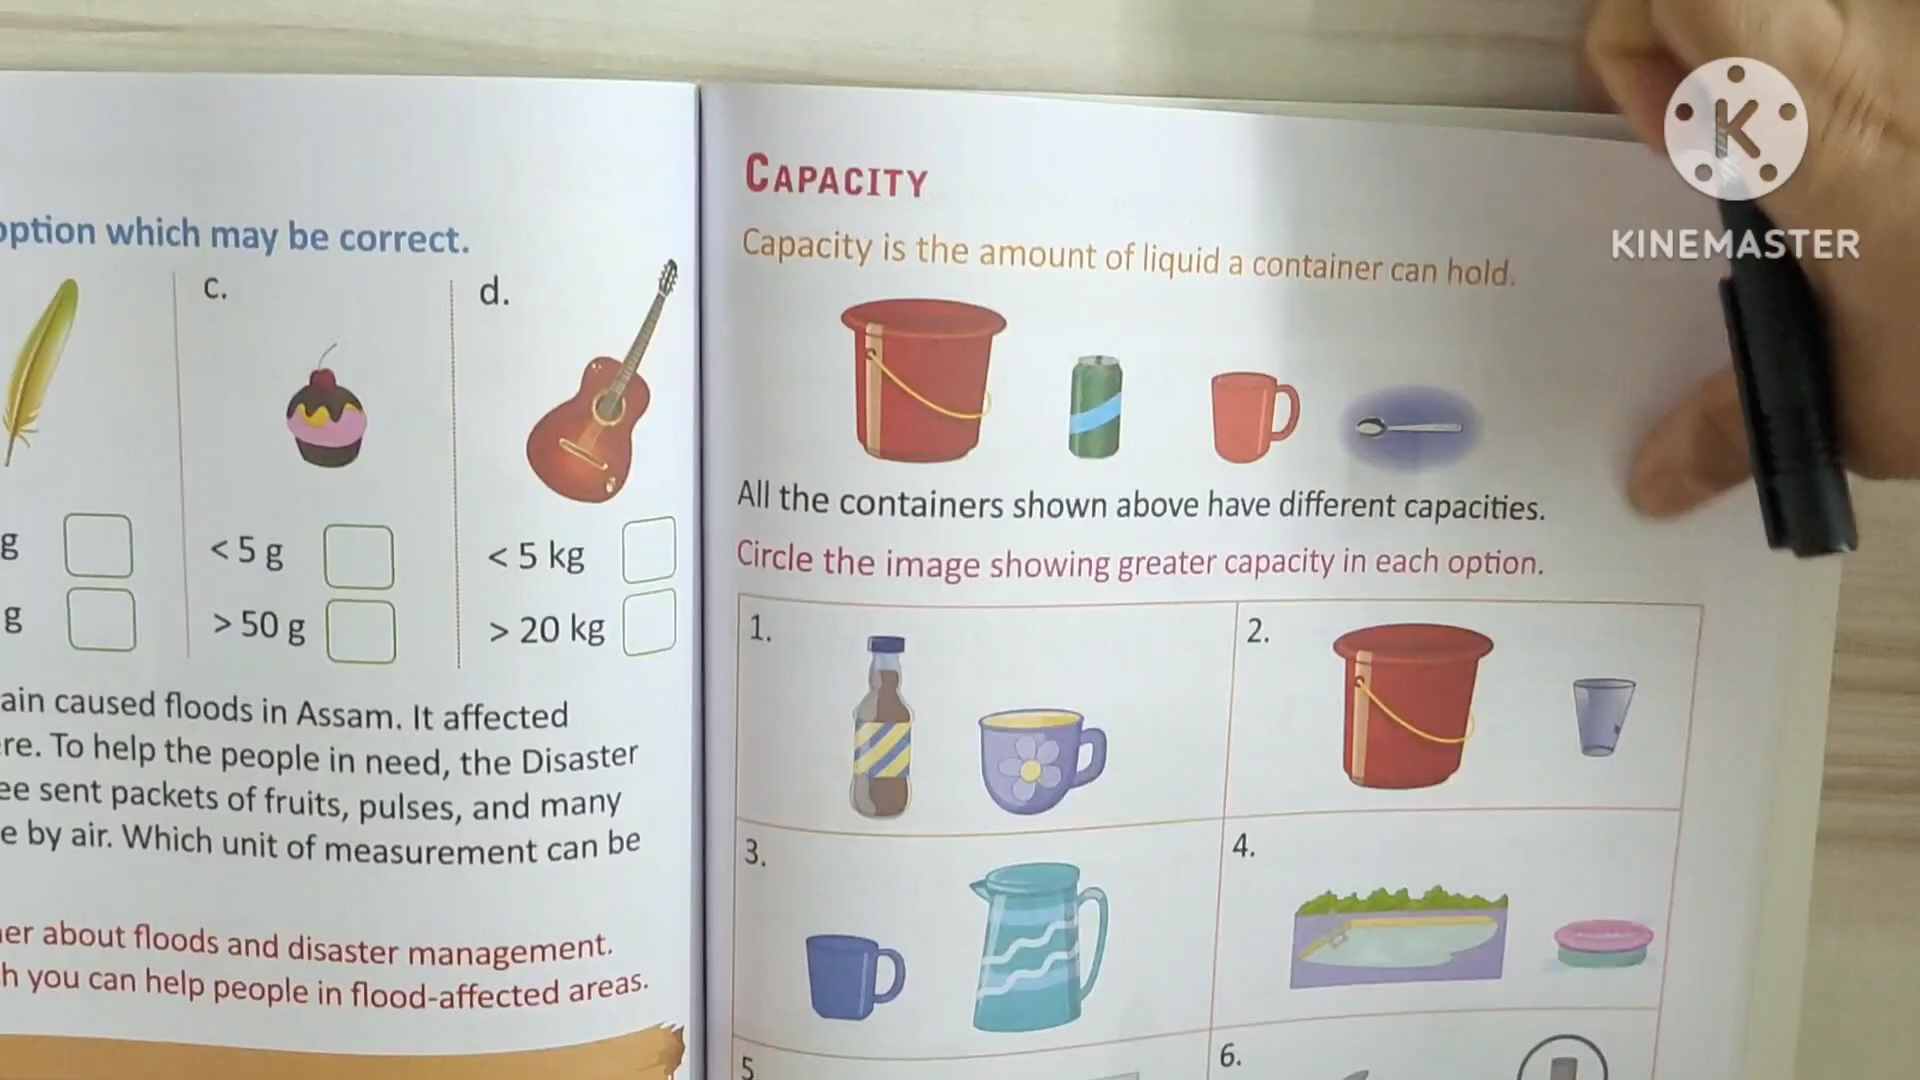 option which may be correct.
c.
d.
g
< 5 g
< 5 kg
g
> 50 g
> 20 kg
ain caused floods in Assam. It affected
re. To help the people in need, the Disaster
ee sent packets of fruits, pulses, and many
e by air. Which unit of measurement can be
er about floods and disaster management.
h you can help people in flood-affected areas.
CAPACITY
Capacity is the amount of liquid a container can hold.
All the containers shown above have different capacities.
Circle the image showing greater capacity in each option.
1.
2.
3.
4.
5
6.
K
KINEMASTER